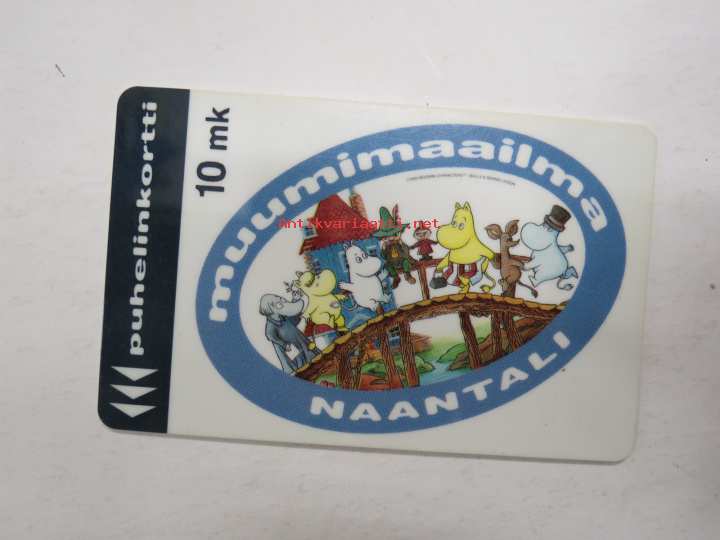 puhelinkortti
10 mk
muumimaailma
NAANTALI
Antikvariaatti.net